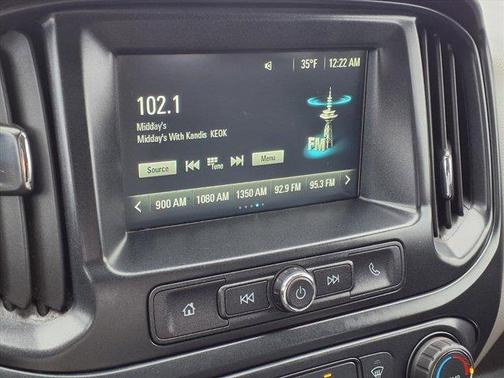 35°F 12:22 AM
102.1
Midday's
Midday's With Kandis KEOK
FM
Source Tune Menu
900 AM 1080 AM 1350 AM 92.9 FM 95.3 FM